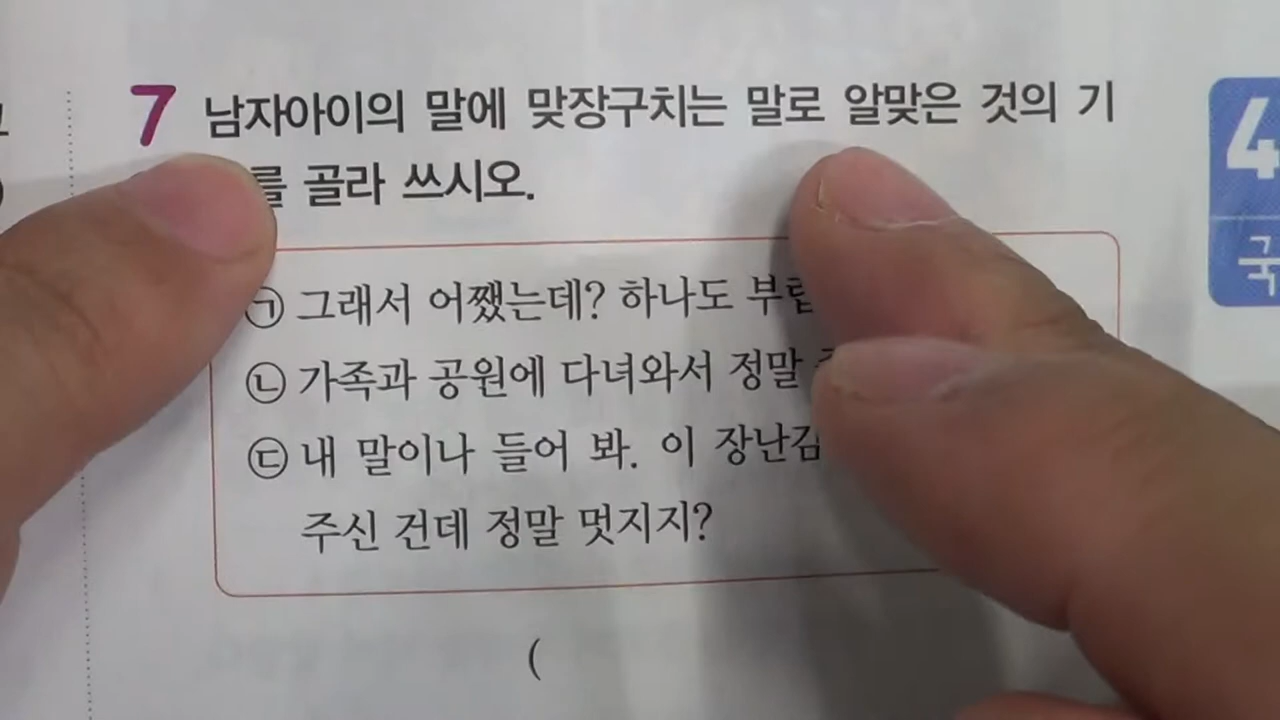 7 남자아이의 말에 맞장구치는 말로 알맞은 것의 기
를 골라 쓰시오.
㉠ 그래서 어쨌는데? 하나도
㉡ 가족과 공원에 다녀와서 정말
㉢ 내 말이나 들어 봐. 이 장난감
주신 건데 정말 멋지지?
(
4
국